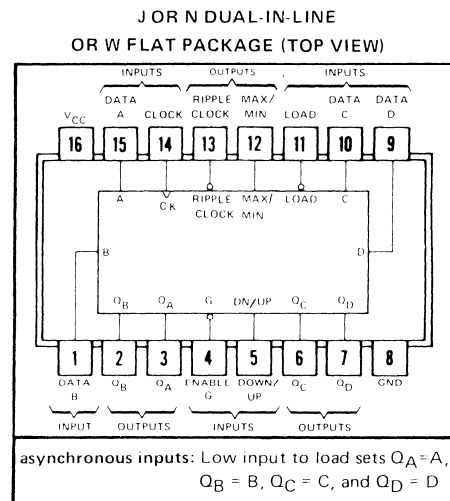 J OR N DUAL-IN-LINE
OR W FLAT PACKAGE (TOP VIEW)
INPUTS OUTPUTS INPUTS
DATA RIPPLE MAX/ DATA DATA
VCC A CLOCK CLOCK MIN LOAD C D
16 15 14 13 12 11 10 9
A CK RIPPLE MAX/ LOAD C
CLOCK MIN
B D
QB QA G DN/UP QC QD
1 2 3 4 5 6 7 8
DATA QB QA ENABLE DOWN/ QC QD GND
B G UP
INPUT OUTPUTS INPUTS OUTPUTS
asynchronous inputs: Low input to load sets QA=A,
QB = B, QC = C, and QD = D